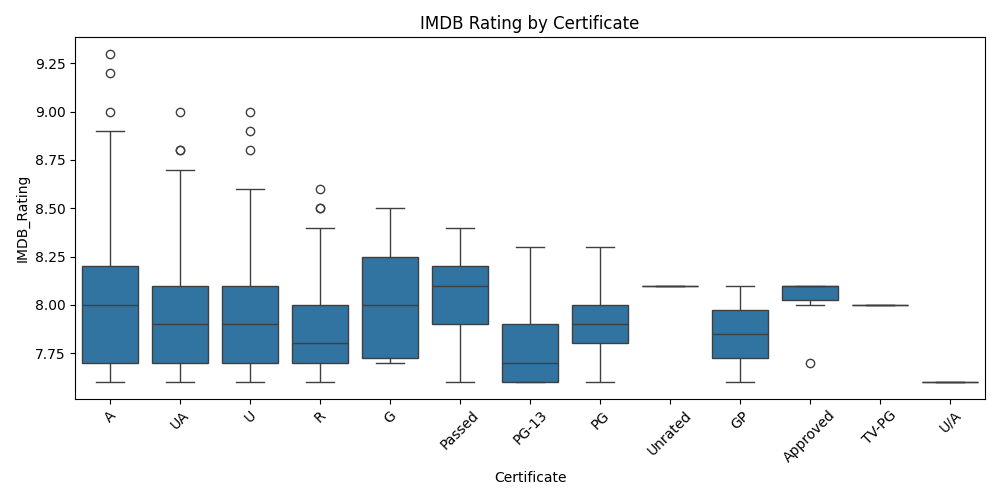 IMDB Rating by Certificate
IMDB_Rating
9.25
9.00
8.75
8.50
8.25
8.00
7.75
A
UA
U
R
G
Passed
PG-13
PG
Unrated
GP
Approved
TV-PG
U/A
Certificate